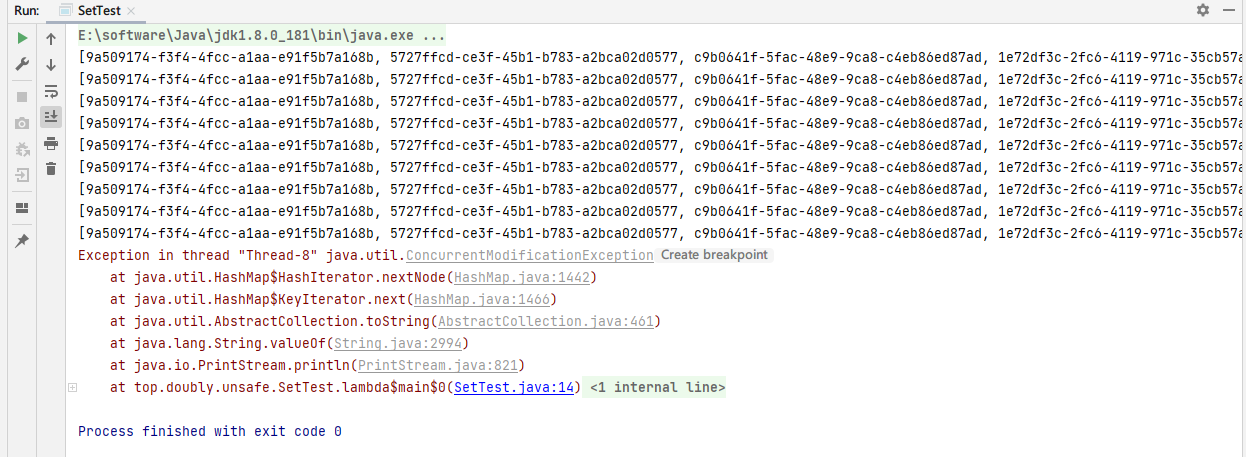 Run: SetTest
E:\software\Java\jdk1.8.0_181\bin\java.exe ...
[9a509174-f3f4-4fcc-a1aa-e91f5b7a168b, 5727ffcd-ce3f-45b1-b783-a2bca02d0577, c9b0641f-5fac-48e9-9ca8-c4eb86ed87ad, 1e72df3c-2fc6-4119-971c-35cb57a
[9a509174-f3f4-4fcc-a1aa-e91f5b7a168b, 5727ffcd-ce3f-45b1-b783-a2bca02d0577, c9b0641f-5fac-48e9-9ca8-c4eb86ed87ad, 1e72df3c-2fc6-4119-971c-35cb57a
[9a509174-f3f4-4fcc-a1aa-e91f5b7a168b, 5727ffcd-ce3f-45b1-b783-a2bca02d0577, c9b0641f-5fac-48e9-9ca8-c4eb86ed87ad, 1e72df3c-2fc6-4119-971c-35cb57a
[9a509174-f3f4-4fcc-a1aa-e91f5b7a168b, 5727ffcd-ce3f-45b1-b783-a2bca02d0577, c9b0641f-5fac-48e9-9ca8-c4eb86ed87ad, 1e72df3c-2fc6-4119-971c-35cb57a
[9a509174-f3f4-4fcc-a1aa-e91f5b7a168b, 5727ffcd-ce3f-45b1-b783-a2bca02d0577, c9b0641f-5fac-48e9-9ca8-c4eb86ed87ad, 1e72df3c-2fc6-4119-971c-35cb57a
[9a509174-f3f4-4fcc-a1aa-e91f5b7a168b, 5727ffcd-ce3f-45b1-b783-a2bca02d0577, c9b0641f-5fac-48e9-9ca8-c4eb86ed87ad, 1e72df3c-2fc6-4119-971c-35cb57a
[9a509174-f3f4-4fcc-a1aa-e91f5b7a168b, 5727ffcd-ce3f-45b1-b783-a2bca02d0577, c9b0641f-5fac-48e9-9ca8-c4eb86ed87ad, 1e72df3c-2fc6-4119-971c-35cb57a
[9a509174-f3f4-4fcc-a1aa-e91f5b7a168b, 5727ffcd-ce3f-45b1-b783-a2bca02d0577, c9b0641f-5fac-48e9-9ca8-c4eb86ed87ad, 1e72df3c-2fc6-4119-971c-35cb57a
[9a509174-f3f4-4fcc-a1aa-e91f5b7a168b, 5727ffcd-ce3f-45b1-b783-a2bca02d0577, c9b0641f-5fac-48e9-9ca8-c4eb86ed87ad, 1e72df3c-2fc6-4119-971c-35cb57a
Exception in thread "Thread-8" java.util.ConcurrentModificationException Create breakpoint
at java.util.HashMap$HashIterator.nextNode(HashMap.java:1442)
at java.util.HashMap$KeyIterator.next(HashMap.java:1466)
at java.util.AbstractCollection.toString(AbstractCollection.java:461)
at java.lang.String.valueOf(String.java:2994)
at java.io.PrintStream.println(PrintStream.java:821)
at top.doubly.unsafe.SetTest.lambda$main$0(SetTest.java:14) <1 internal line>
Process finished with exit code 0